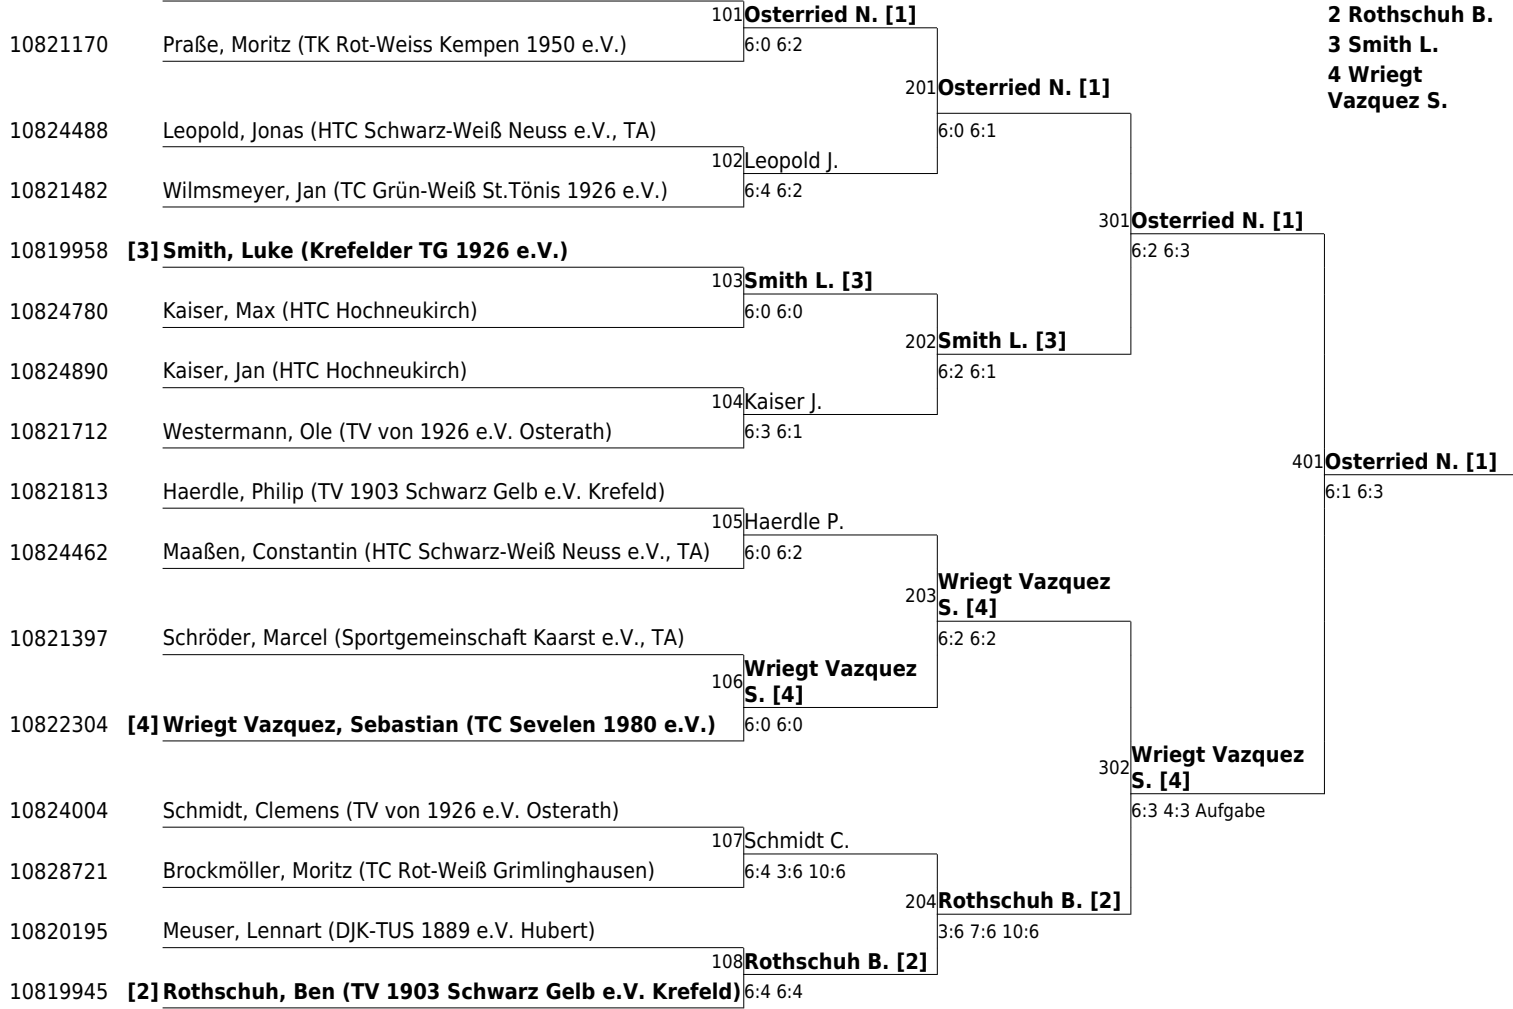 101 Osterried N. [1]
2 Rothschuh B.
10821170 Praße, Moritz (TK Rot-Weiss Kempen 1950 e.V.) 6:0 6:2
3 Smith L.
4 Wriegt
Vazquez S.
201 Osterried N. [1]
10824488 Leopold, Jonas (HTC Schwarz-Weiß Neuss e.V., TA) 6:0 6:1
102 Leopold J.
10821482 Wilmsmeyer, Jan (TC Grün-Weiß St.Tönis 1926 e.V.) 6:4 6:2
301 Osterried N. [1]
10819958 [3] Smith, Luke (Krefelder TG 1926 e.V.) 6:2 6:3
103 Smith L. [3]
10824780 Kaiser, Max (HTC Hochneukirch) 6:0 6:0
202 Smith L. [3]
10824890 Kaiser, Jan (HTC Hochneukirch) 6:2 6:1
104 Kaiser J.
10821712 Westermann, Ole (TV von 1926 e.V. Osterath) 6:3 6:1
401 Osterried N. [1]
10821813 Haerdle, Philip (TV 1903 Schwarz Gelb e.V. Krefeld) 6:1 6:3
105 Haerdle P.
10824462 Maaßen, Constantin (HTC Schwarz-Weiß Neuss e.V., TA) 6:0 6:2
203 Wriegt Vazquez
S. [4]
10821397 Schröder, Marcel (Sportgemeinschaft Kaarst e.V., TA) 6:2 6:2
106 Wriegt Vazquez
S. [4]
10822304 [4] Wriegt Vazquez, Sebastian (TC Sevelen 1980 e.V.) 6:0 6:0
302 Wriegt Vazquez
S. [4]
10824004 Schmidt, Clemens (TV von 1926 e.V. Osterath) 6:3 4:3 Aufgabe
107 Schmidt C.
10828721 Brockmöller, Moritz (TC Rot-Weiß Grimlinghausen) 6:4 3:6 10:6
204 Rothschuh B. [2]
10820195 Meuser, Lennart (DJK-TUS 1889 e.V. Hubert) 3:6 7:6 10:6
108 Rothschuh B. [2]
10819945 [2] Rothschuh, Ben (TV 1903 Schwarz Gelb e.V. Krefeld) 6:4 6:4